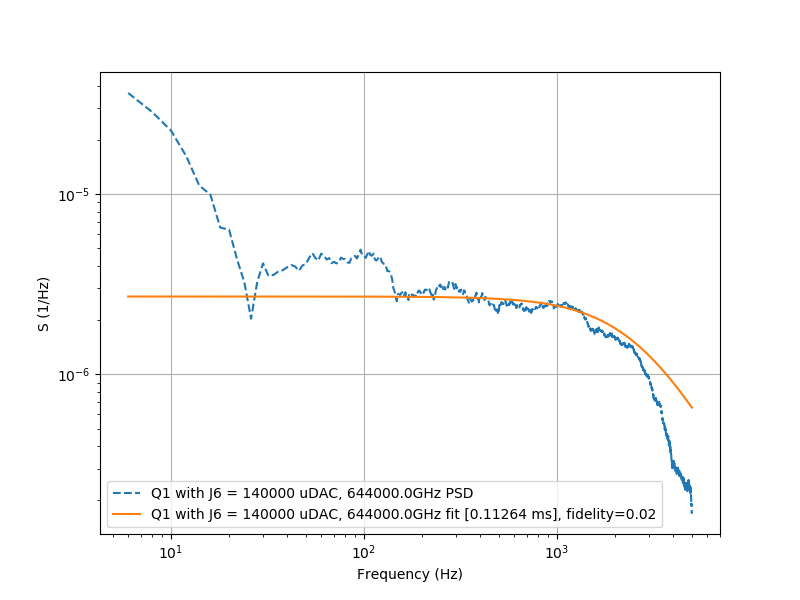 10⁻⁵
10⁻⁶
S (1/Hz)
Q1 with J6 = 140000 uDAC, 644000.0GHz PSD
Q1 with J6 = 140000 uDAC, 644000.0GHz fit [0.11264 ms], fidelity=0.02
10¹ 10² 10³
Frequency (Hz)